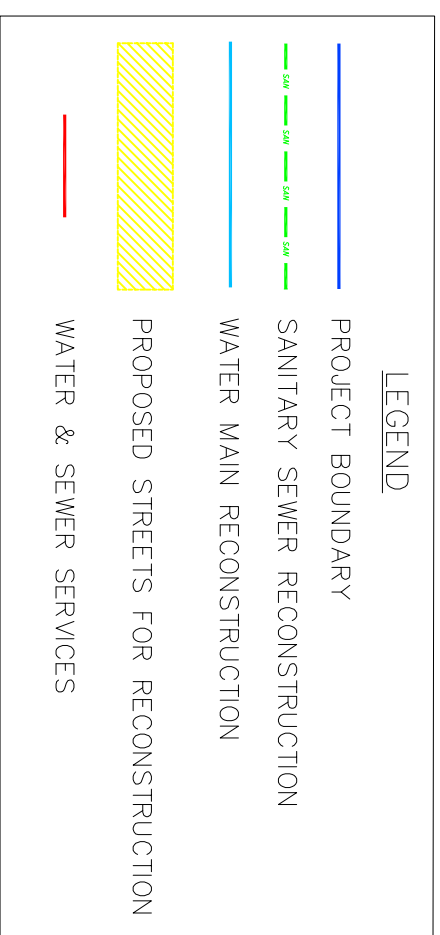 LEGEND
PROJECT BOUNDARY
SAN SAN SAN SAN
SANITARY SEWER RECONSTRUCTION
WATER MAIN RECONSTRUCTION
PROPOSED STREETS FOR RECONSTRUCTION
WATER & SEWER SERVICES